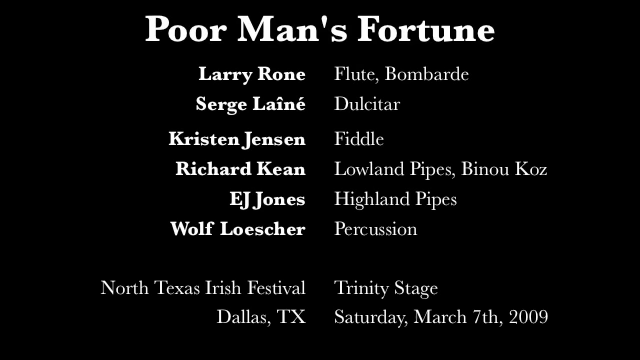 Poor Man's Fortune
Larry Rone Flute, Bombarde
Serge Laîné Dulcitar
Kristen Jensen Fiddle
Richard Kean Lowland Pipes, Binou Koz
EJ Jones Highland Pipes
Wolf Loescher Percussion
North Texas Irish Festival Trinity Stage
Dallas, TX Saturday, March 7th, 2009